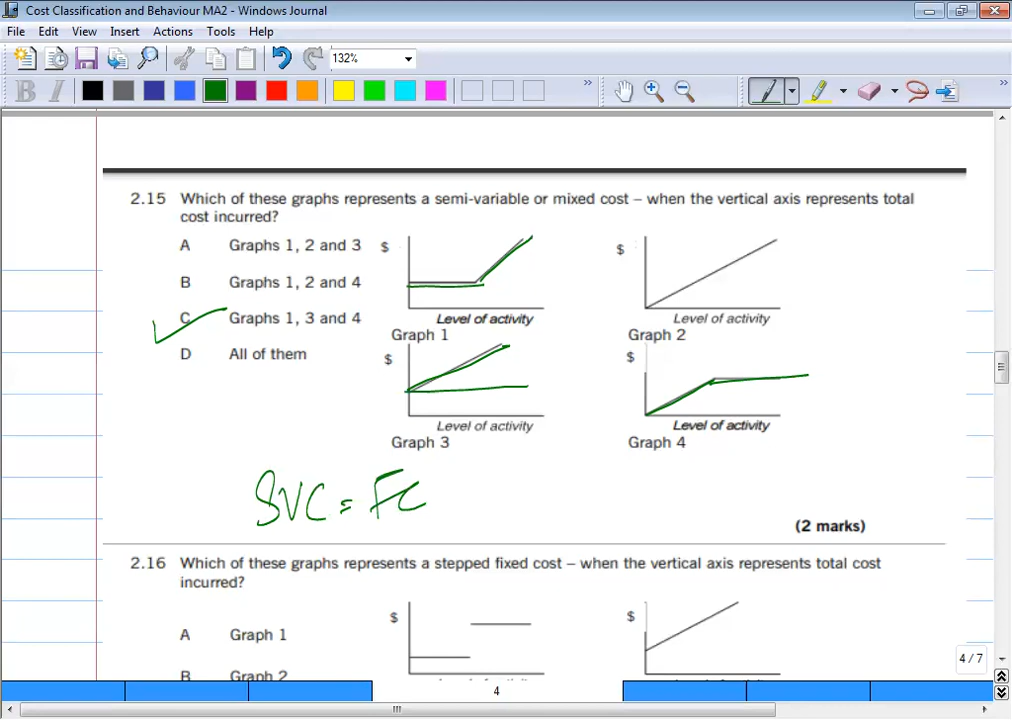 Cost Classification and Behaviour MA2 - Windows Journal
File Edit View Insert Actions Tools Help
132%
B I
2.15 Which of these graphs represents a semi-variable or mixed cost – when the vertical axis represents total
cost incurred?
A Graphs 1, 2 and 3
B Graphs 1, 2 and 4
C Graphs 1, 3 and 4
D All of them
$
Level of activity
Graph 1
$
Level of activity
Graph 2
$
Level of activity
Graph 3
$
Level of activity
Graph 4
SVC = FC
(2 marks)
2.16 Which of these graphs represents a stepped fixed cost – when the vertical axis represents total cost
incurred?
A Graph 1
B Graph 2
$
$
4 / 7
4